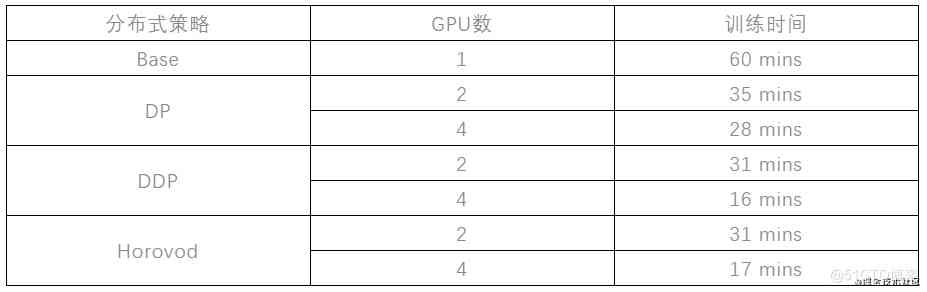 分布式策略 GPU数 训练时间
Base 1 60 mins
DP 2 35 mins
4 28 mins
DDP 2 31 mins
4 16 mins
Horovod 2 31 mins
4 17 mins
@51CTO博客